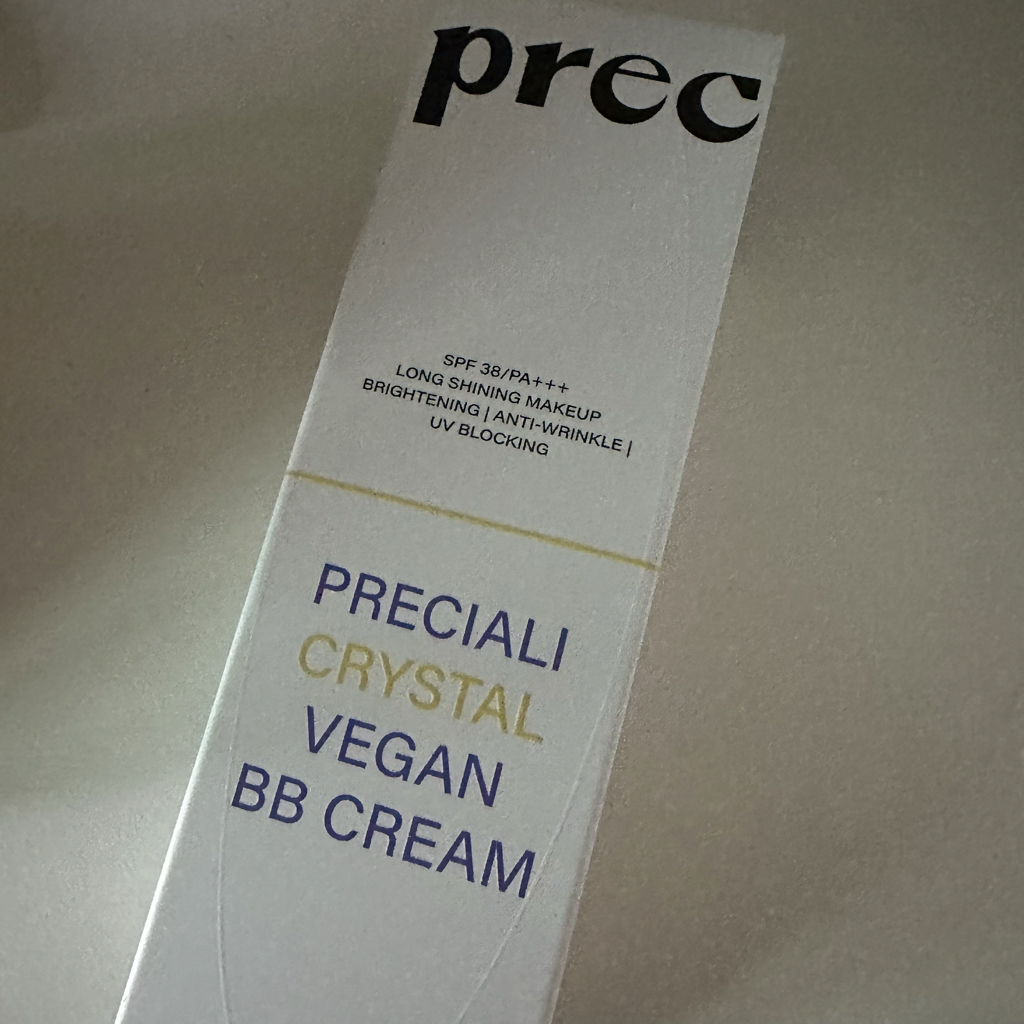 prec
SPF 38/PA+++
LONG SHINING MAKEUP
BRIGHTENING | ANTI-WRINKLE |
UV BLOCKING
PRECIALI
CRYSTAL
VEGAN
BB CREAM